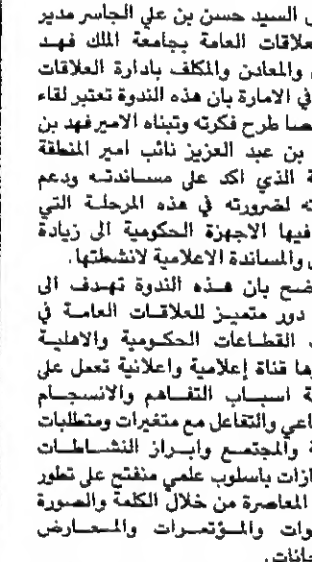 السيد حسن بن علي الجاسر مدير
العلاقات العامة بجامعة الملك فهد
والمعادن والمكلف بادارة العلاقات
في الامارة بان هذه الندوة تعتبر لقاء
طرح فكرته وتبناه الامير فهد بن
بن عبد العزيز نائب امير المنطقة
الذي اكد على مساندته ودعم
لضرورته في هذه المرحلة التي
فيها الاجهزة الحكومية الى زيادة
والمساندة الاعلامية لانشطتها .
بان هذه الندوة تهدف الى
دور متميز للعلاقات العامة في
القطاعات الحكومية والاهلية
قناة إعلامية واعلانية تعمل على
اسباب التفاهم والانسجام
والتفاعل مع متغيرات ومتطلبات
والمجتمع وابراز النشاطات
باسلوب علمي منفتح على تطور
المعاصرة من خلال الكلمة والصورة
والمؤتمرات والمعارض